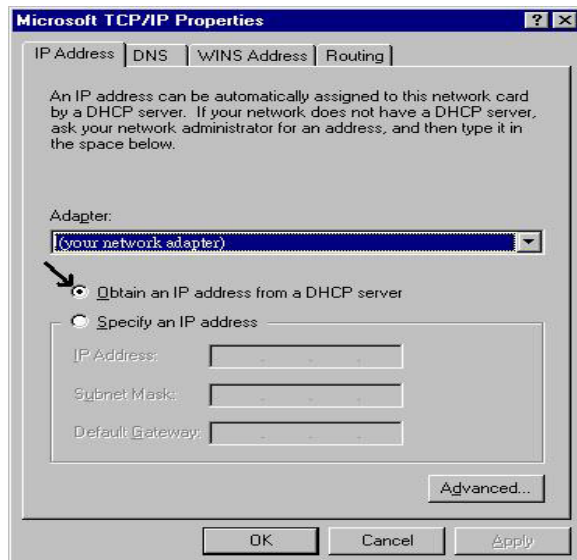 Microsoft TCP/IP Properties
IP Address DNS WINS Address Routing
An IP address can be automatically assigned to this network card
by a DHCP server. If your network does not have a DHCP server,
ask your network administrator for an address, and then type it in
the space below.
Adapter:
(your network adapter)
Obtain an IP address from a DHCP server
Specify an IP address
IP Address:
Subnet Mask:
Default Gateway:
Advanced...
OK Cancel Apply